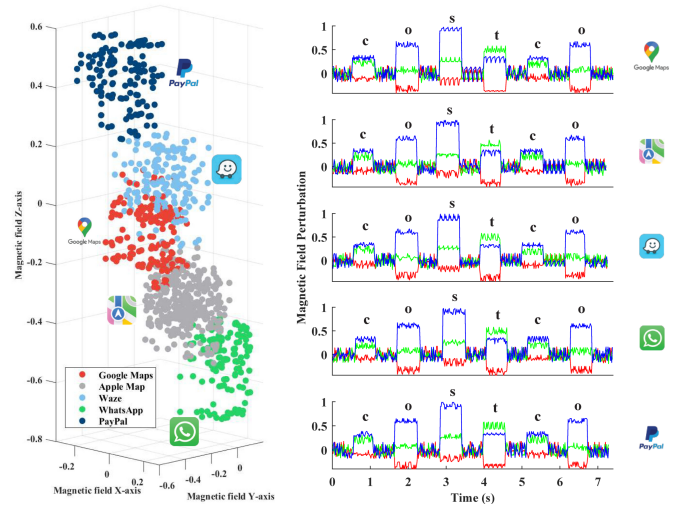 0.6
0.4
0.2
0
-0.2
-0.4
-0.6
-0.8
Magnetic field Z-axis
PayPal
Google Maps
Google Maps
Apple Map
Waze
WhatsApp
PayPal
-0.2
0
0.2
Magnetic field X-axis
-0.6
-0.4
-0.2
0
Magnetic field Y-axis
Magnetic Field Perturbation
1
0.5
0
c o s t c o
Google Maps
1
0.5
0
c o s t c o
1
0.5
0
c o s t c o
1
0.5
0
c o s t c o
1
0.5
0
c o s t c o
PayPal
0 1 2 3 4 5 6 7
Time (s)